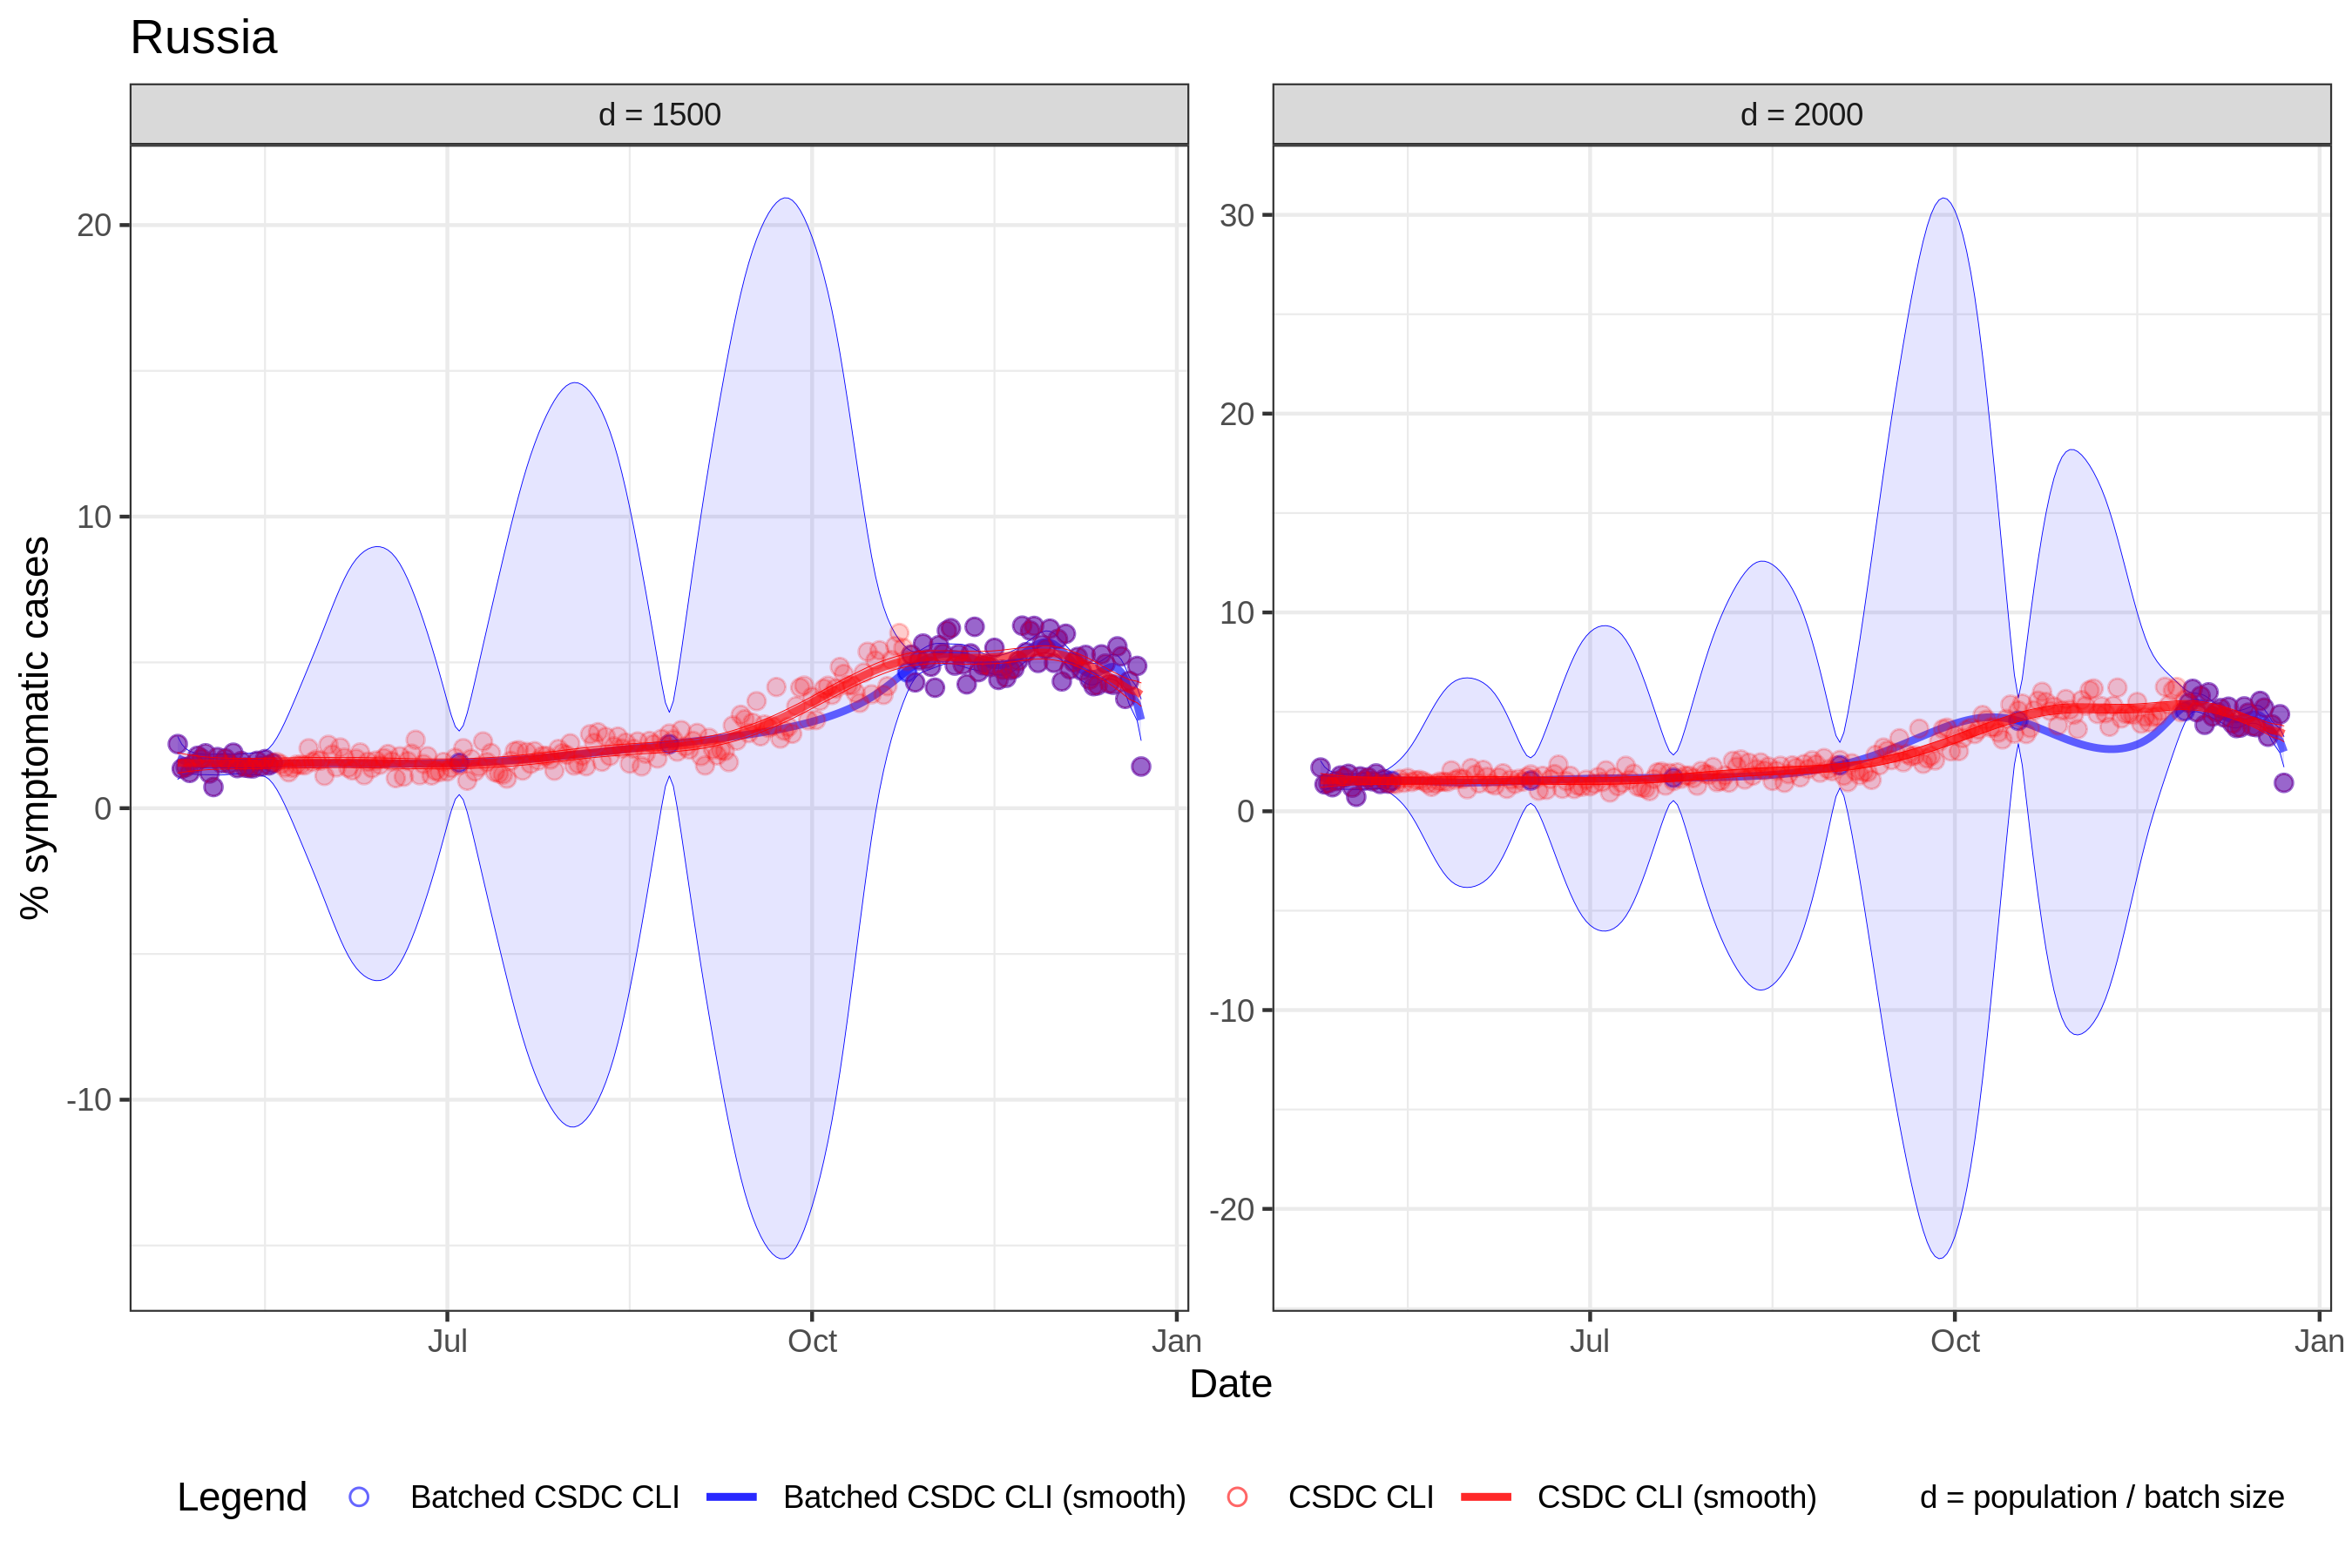 Russia
d = 1500
d = 2000
% symptomatic cases
20
10
0
-10
30
20
10
0
-10
-20
Jul
Oct
Jan
Jul
Oct
Jan
Date
Legend
Batched CSDC CLI
Batched CSDC CLI (smooth)
CSDC CLI
CSDC CLI (smooth)
d = population / batch size